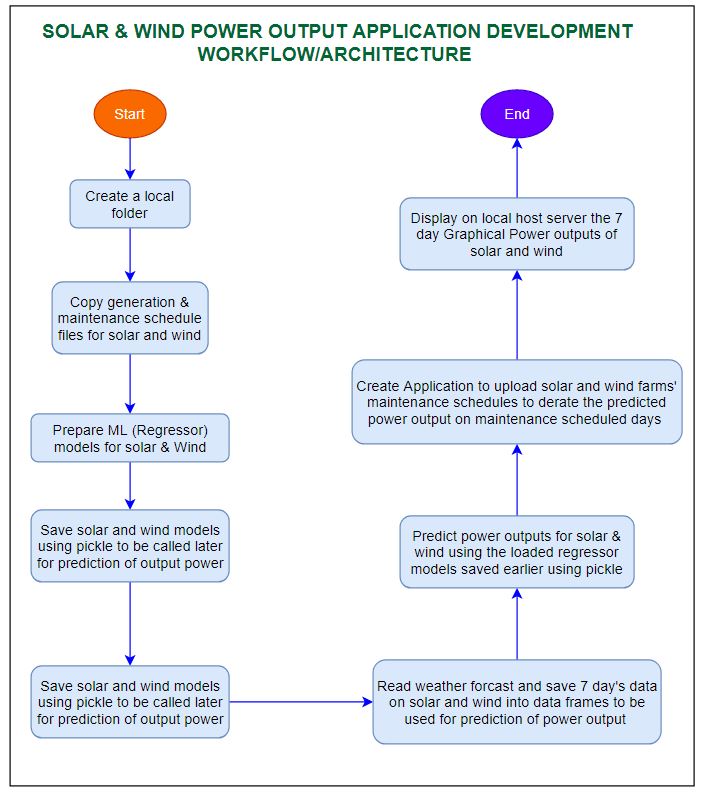 SOLAR & WIND POWER OUTPUT APPLICATION DEVELOPMENT
WORKFLOW/ARCHITECTURE
Start
Create a local
folder
Copy generation &
maintenance schedule
files for solar and wind
Prepare ML (Regressor)
models for solar & Wind
Save solar and wind models
using pickle to be called later
for prediction of output power
Save solar and wind models
using pickle to be called later
for prediction of output power
Read weather forcast and save 7 day's data
on solar and wind into data frames to be
used for prediction of power output
Predict power outputs for solar &
wind using the loaded regressor
models saved earlier using pickle
Create Application to upload solar and wind farms'
maintenance schedules to derate the predicted
power output on maintenance scheduled days
Display on local host server the 7
day Graphical Power outputs of
solar and wind
End